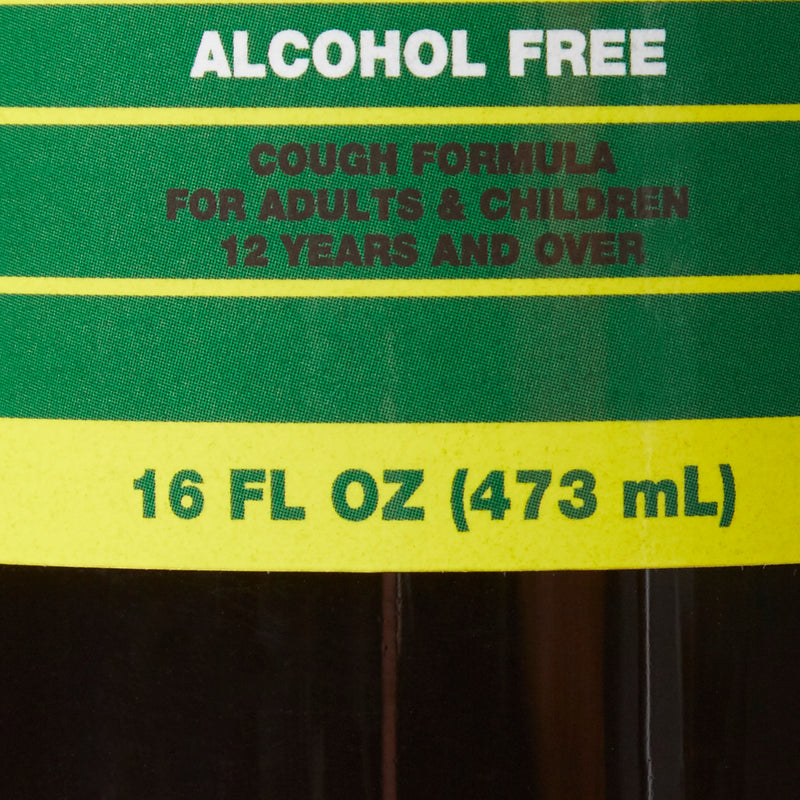 ALCOHOL FREE
COUGH FORMULA
FOR ADULTS & CHILDREN
12 YEARS AND OVER
16 FL OZ (473 mL)